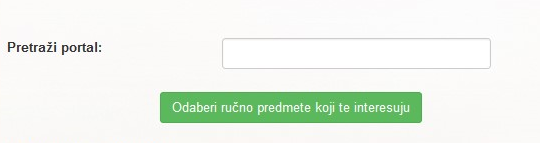 Pretraži portal:
Odaberi ručno predmete koji te interesuju